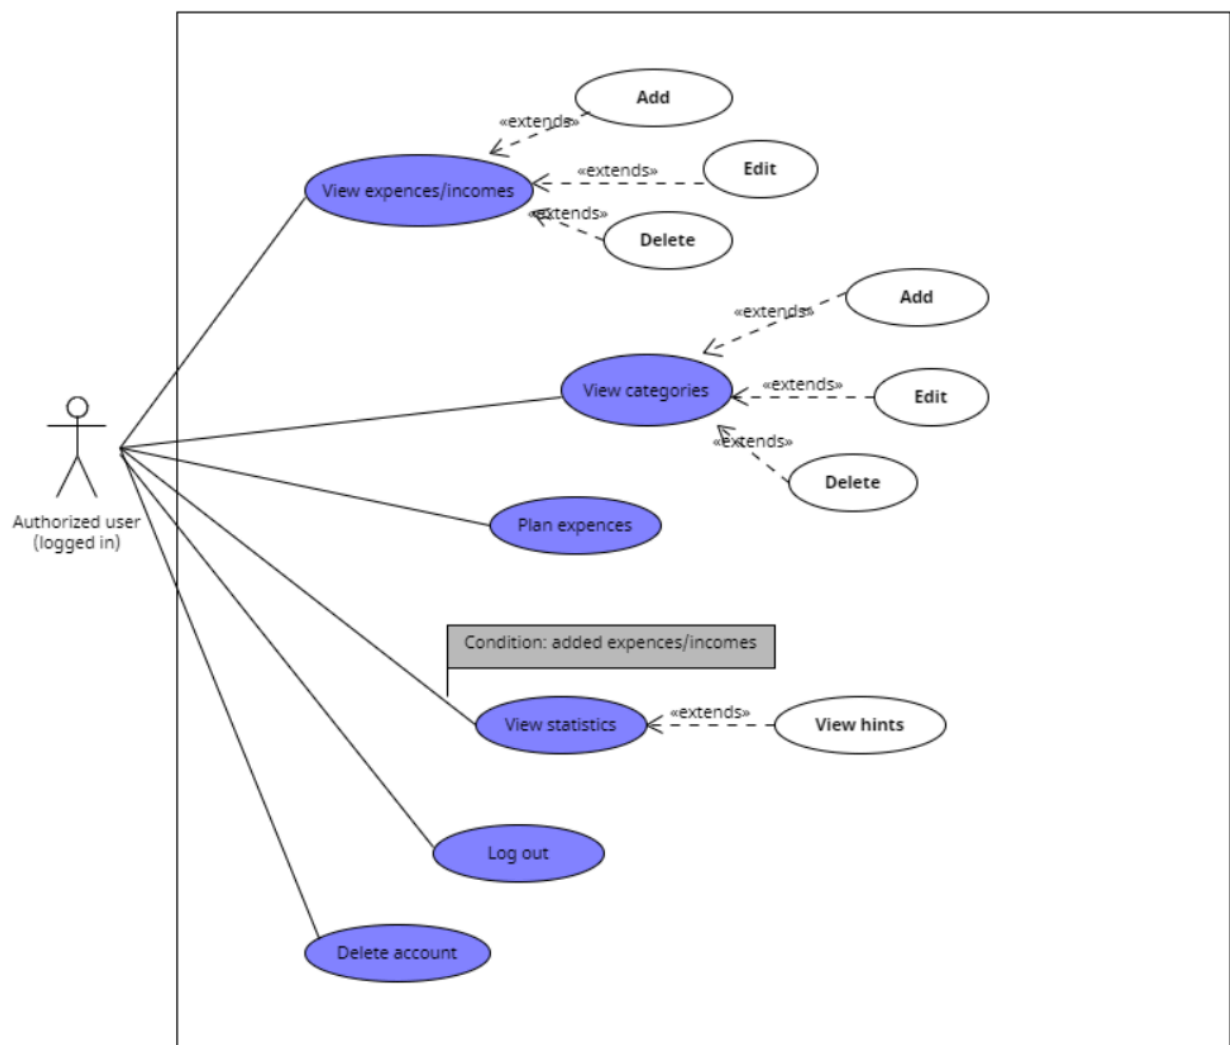 Add
«extends»
View expences/incomes
«extends»
Edit
«extends»
Delete
Add
«extends»
View categories
«extends»
Edit
«extends»
Delete
Authorized user
(logged in)
Plan expences
Condition: added expences/incomes
View statistics
«extends»
View hints
Log out
Delete account